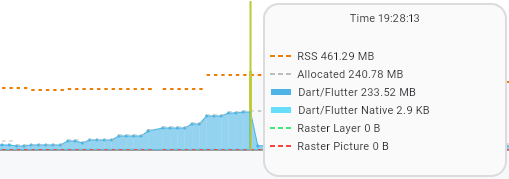 Time 19:28:13
RSS 461.29 MB
Allocated 240.78 MB
Dart/Flutter 233.52 MB
Dart/Flutter Native 2.9 KB
Raster Layer 0 B
Raster Picture 0 B